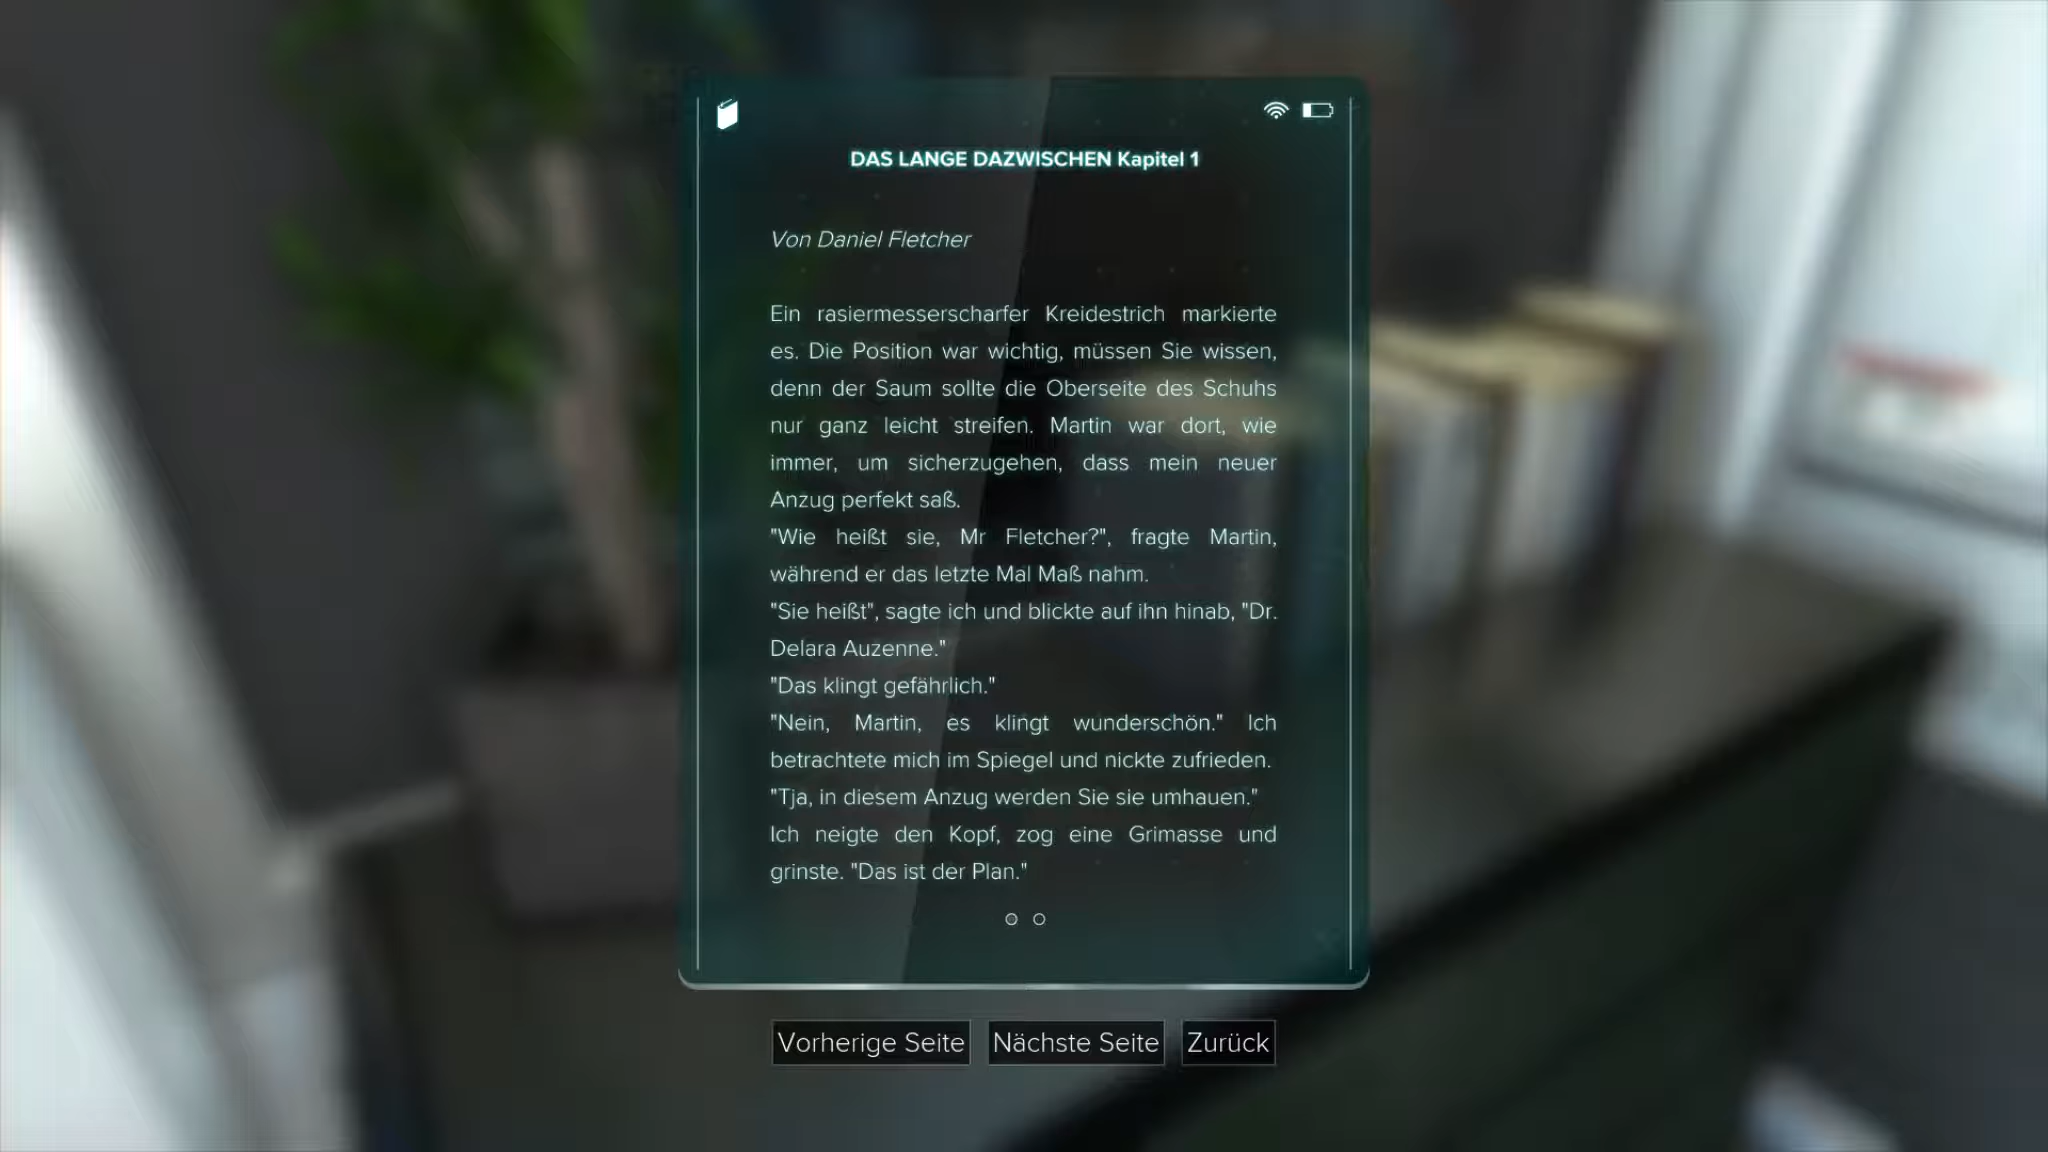 DAS LANGE DAZWISCHEN Kapitel 1
Von Daniel Fletcher
Ein rasiermesserscharfer Kreidestrich markierte
es. Die Position war wichtig, müssen Sie wissen,
denn der Saum sollte die Oberseite des Schuhs
nur ganz leicht streifen. Martin war dort, wie
immer, um sicherzugehen, dass mein neuer
Anzug perfekt saß.
"Wie heißt sie, Mr Fletcher?", fragte Martin,
während er das letzte Mal Maß nahm.
"Sie heißt", sagte ich und blickte auf ihn hinab, "Dr.
Delara Auzenne."
"Das klingt gefährlich."
"Nein, Martin, es klingt wunderschön." Ich
betrachtete mich im Spiegel und nickte zufrieden.
"Tja, in diesem Anzug werden Sie sie umhauen."
Ich neigte den Kopf, zog eine Grimasse und
grinste. "Das ist der Plan."
Vorherige Seite Nächste Seite Zurück